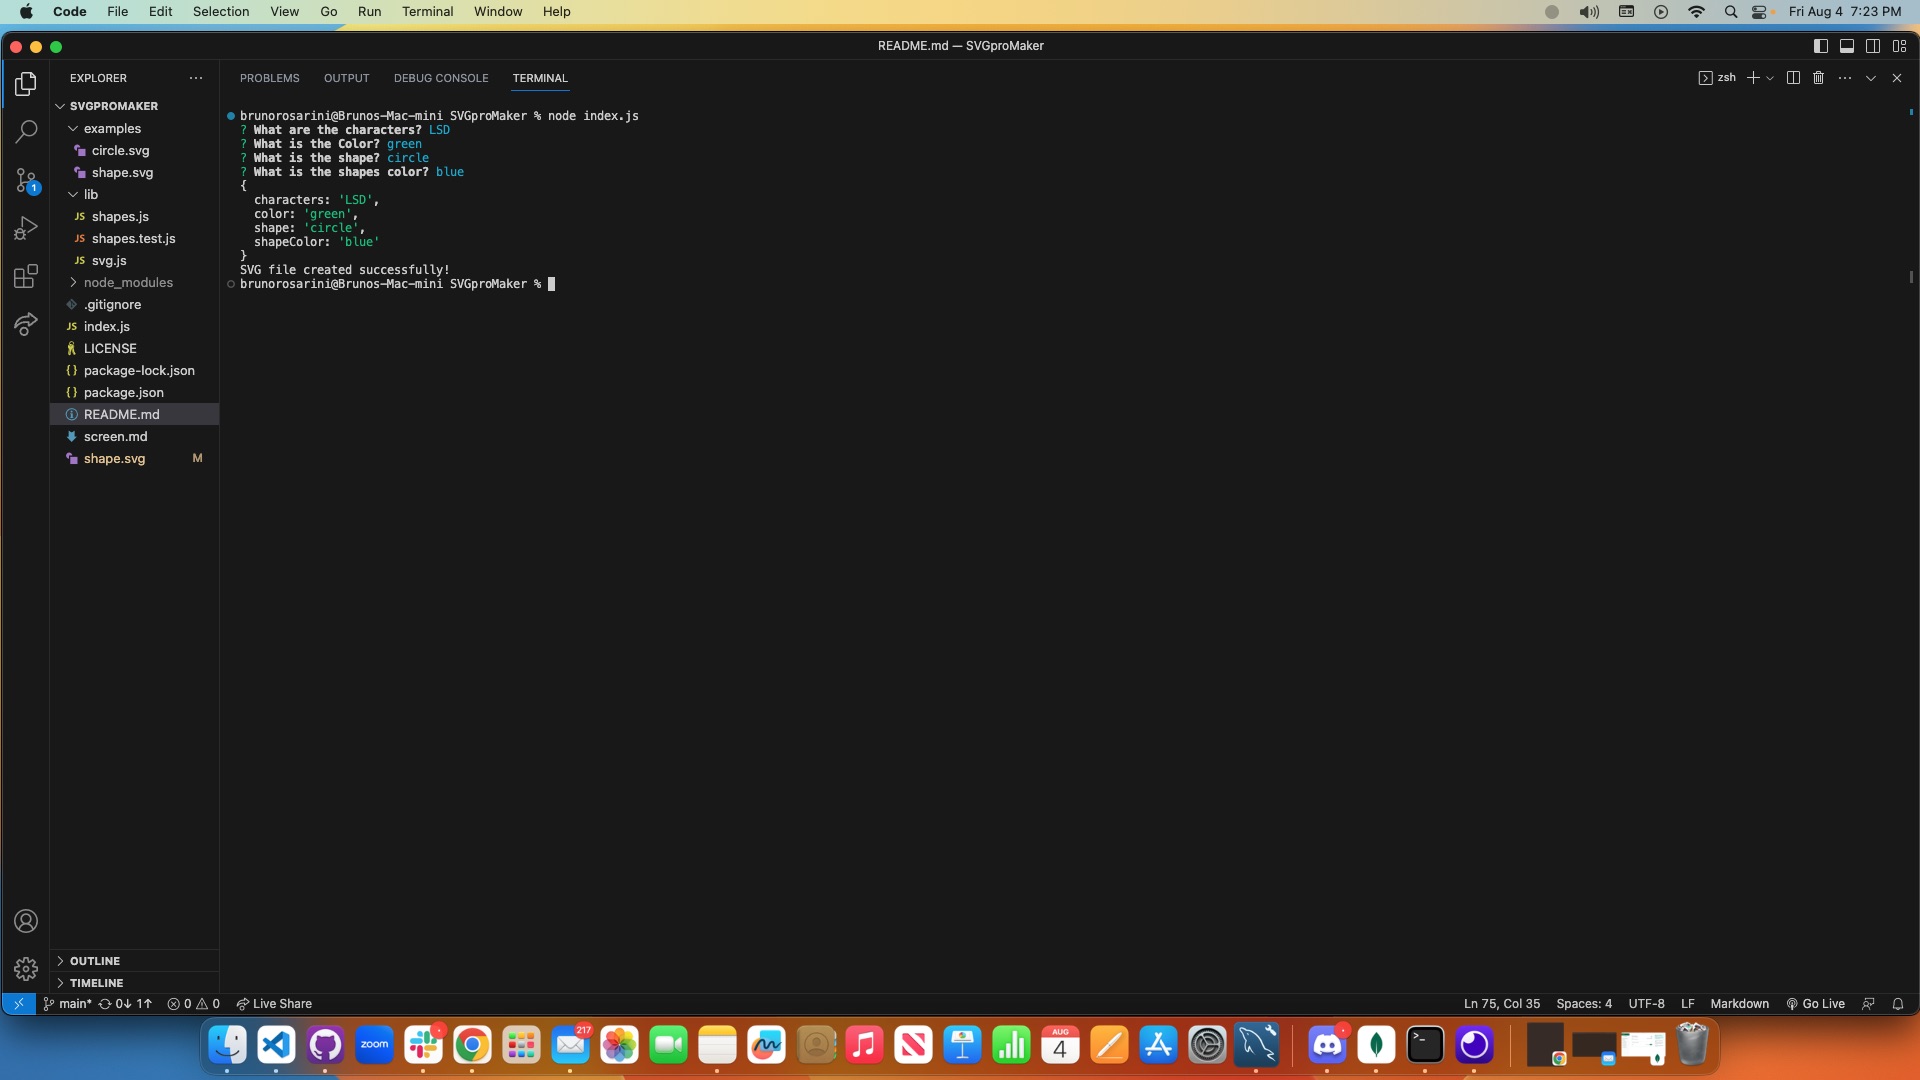 Code File Edit Selection View Go Run Terminal Window Help Fri Aug 4 7:23 PM
README.md — SVGproMaker
EXPLORER
SVGPROMAKER
examples
circle.svg
shape.svg
lib
JS shapes.js
JS shapes.test.js
JS svg.js
node_modules
.gitignore
JS index.js
LICENSE
{} package-lock.json
{} package.json
README.md
screen.md
shape.svg M
OUTLINE
TIMELINE
1
PROBLEMS OUTPUT DEBUG CONSOLE TERMINAL zsh
brunorosarini@Brunos-Mac-mini SVGproMaker % node index.js
? What are the characters? LSD
? What is the Color? green
? What is the shape? circle
? What is the shapes color? blue
{
characters: 'LSD',
color: 'green',
shape: 'circle',
shapeColor: 'blue'
}
SVG file created successfully!
brunorosarini@Brunos-Mac-mini SVGproMaker %
main* 0↓ 1↑ 0 0 Live Share Ln 75, Col 35 Spaces: 4 UTF-8 LF Markdown Go Live
zoom 217 AUG 4